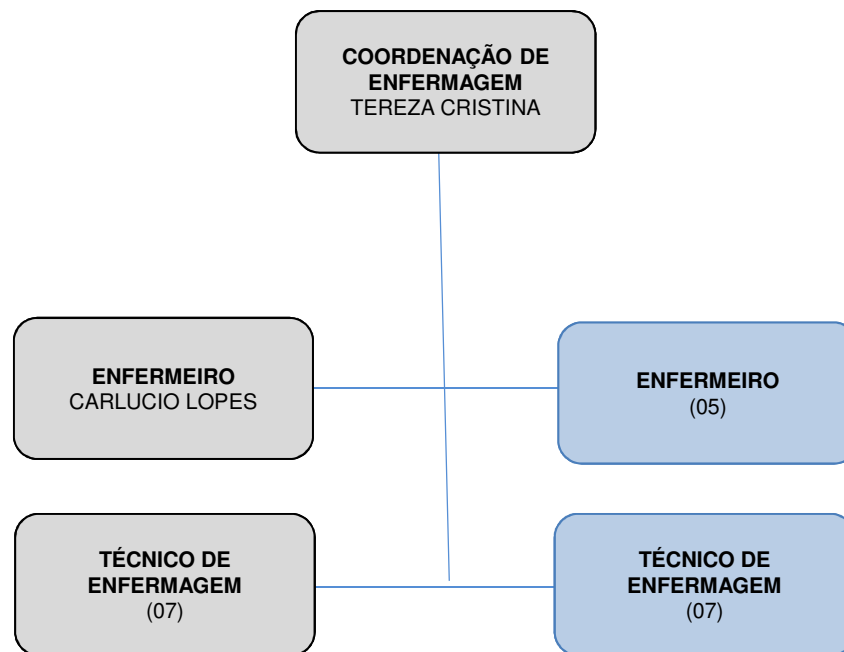 COORDENAÇÃO DE
ENFERMAGEM
TEREZA CRISTINA
ENFERMEIRO
CARLUCIO LOPES
ENFERMEIRO
(05)
TÉCNICO DE
ENFERMAGEM
(07)
TÉCNICO DE
ENFERMAGEM
(07)